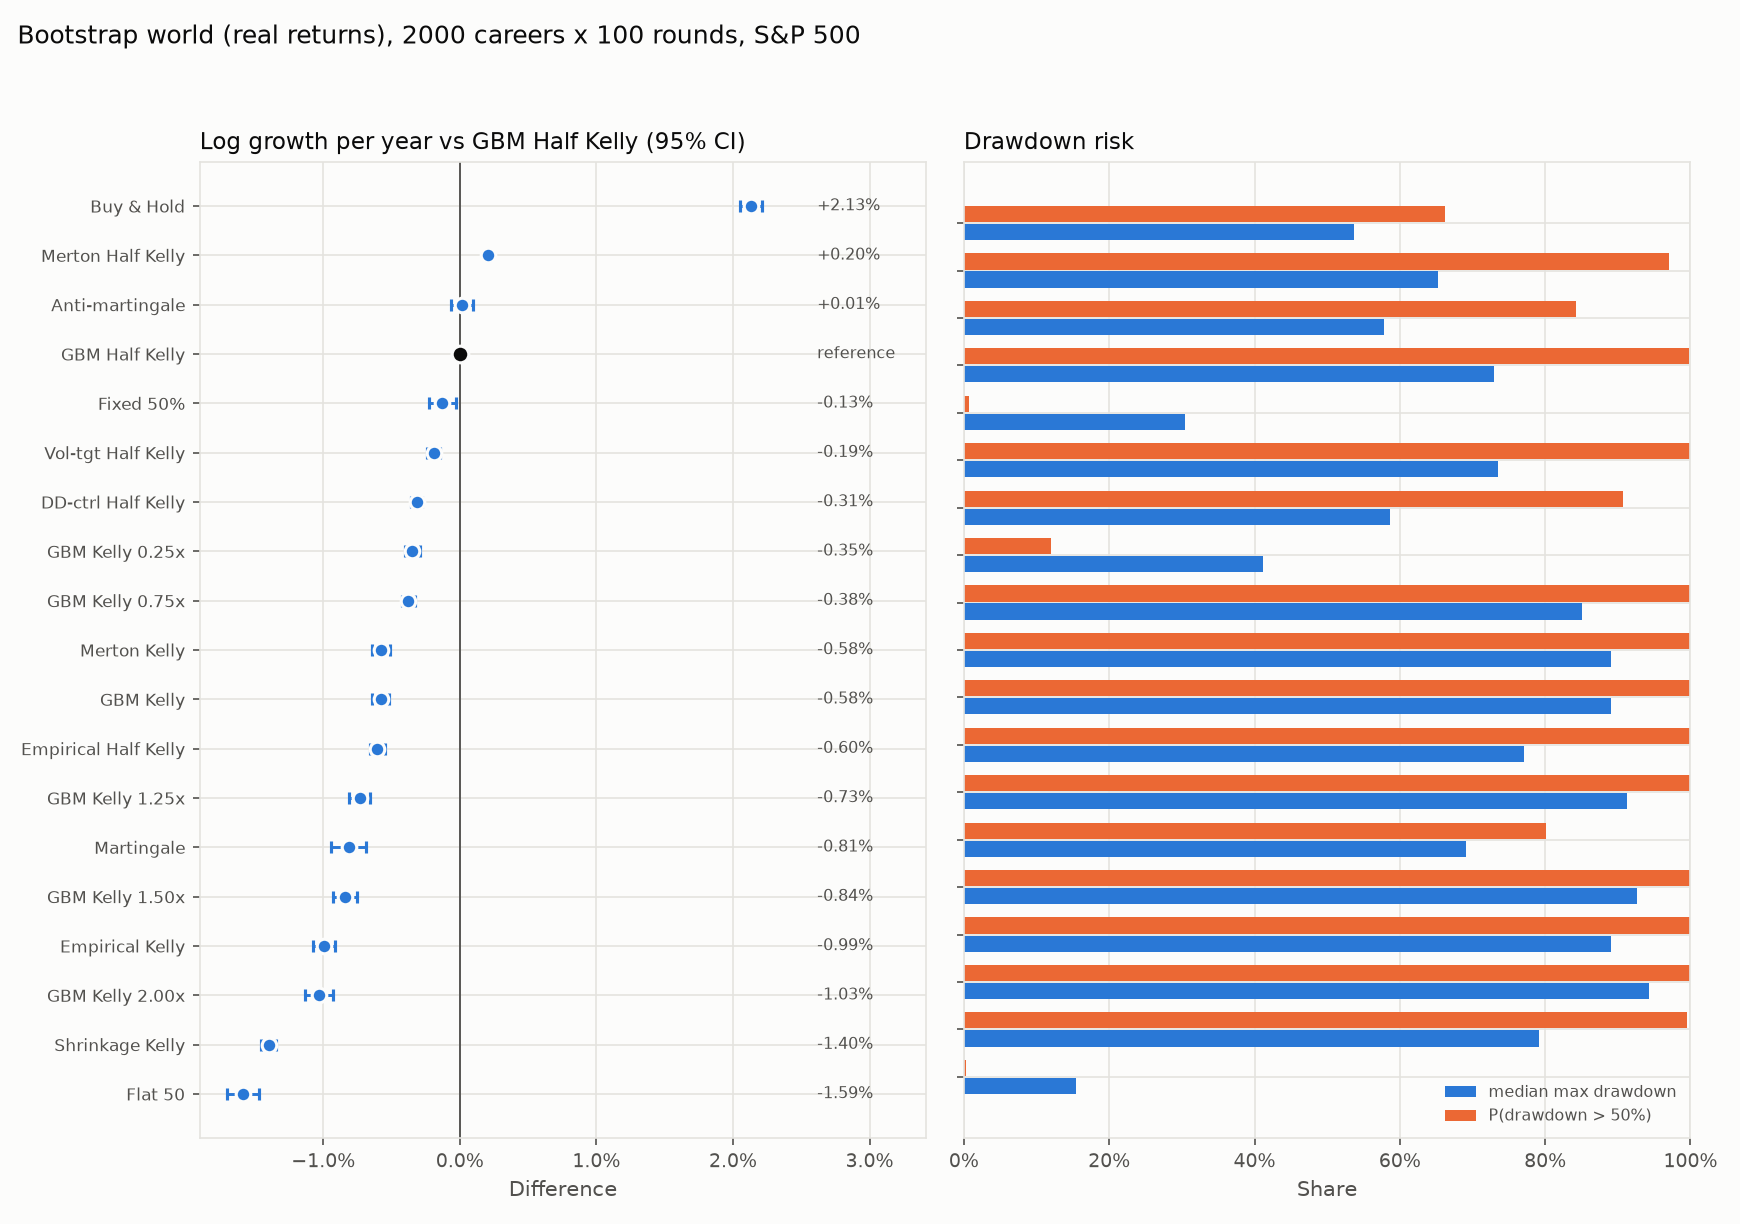 Bootstrap world (real returns), 2000 careers x 100 rounds, S&P 500
Log growth per year vs GBM Half Kelly (95% CI)
Buy & Hold +2.13%
Merton Half Kelly +0.20%
Anti-martingale +0.01%
GBM Half Kelly reference
Fixed 50% -0.13%
Vol-tgt Half Kelly -0.19%
DD-ctrl Half Kelly -0.31%
GBM Kelly 0.25x -0.35%
GBM Kelly 0.75x -0.38%
Merton Kelly -0.58%
GBM Kelly -0.58%
Empirical Half Kelly -0.60%
GBM Kelly 1.25x -0.73%
Martingale -0.81%
GBM Kelly 1.50x -0.84%
Empirical Kelly -0.99%
GBM Kelly 2.00x -1.03%
Shrinkage Kelly -1.40%
Flat 50 -1.59%
−1.0% 0.0% 1.0% 2.0% 3.0%
Difference
Drawdown risk
median max drawdown
P(drawdown > 50%)
0% 20% 40% 60% 80% 100%
Share